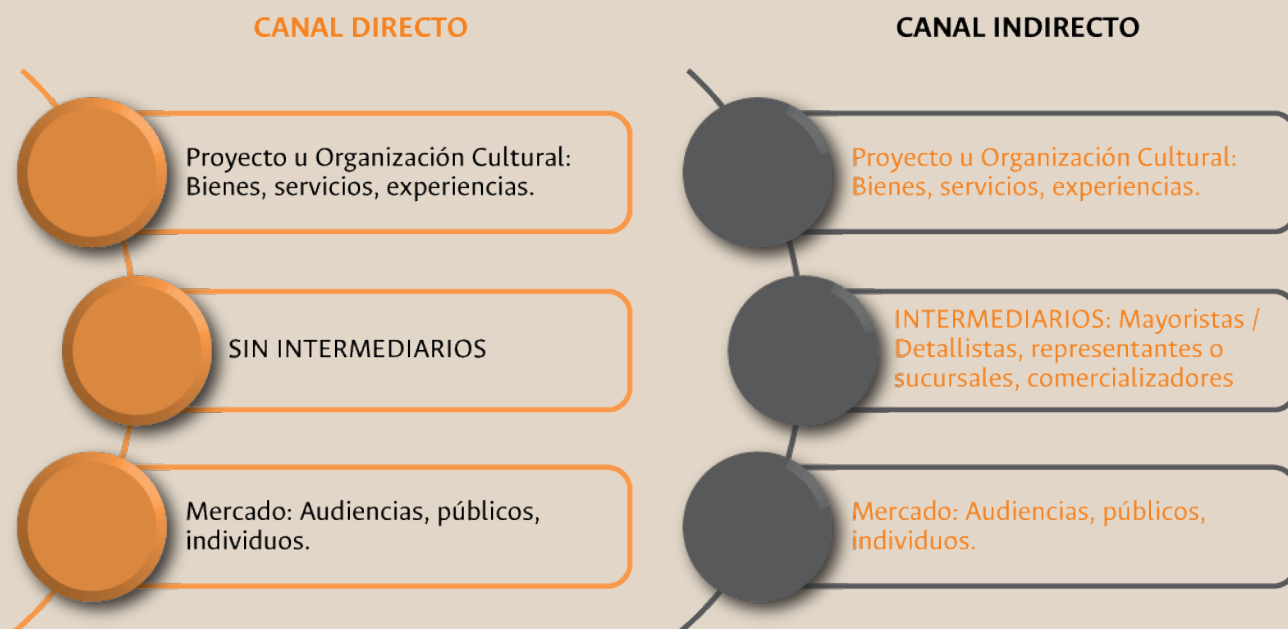 CANAL DIRECTO
Proyecto u Organización Cultural:
Bienes, servicios, experiencias.
SIN INTERMEDIARIOS
Mercado: Audiencias, públicos,
individuos.
CANAL INDIRECTO
Proyecto u Organización Cultural:
Bienes, servicios, experiencias.
INTERMEDIARIOS: Mayoristas /
Detallistas, representantes o
sucursales, comercializadores
Mercado: Audiencias, públicos,
individuos.